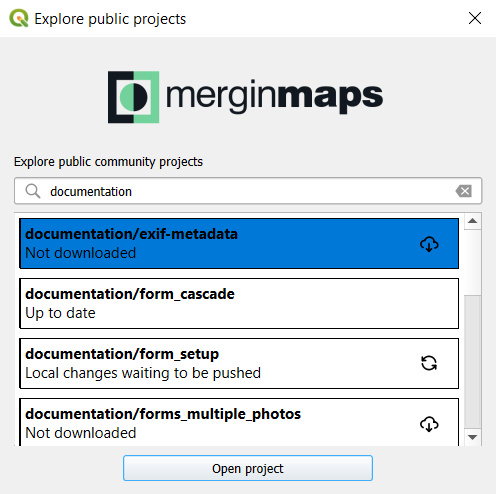 Explore public projects
merginmaps
Explore public community projects
documentation
documentation/exif-metadata
Not downloaded
documentation/form_cascade
Up to date
documentation/form_setup
Local changes waiting to be pushed
documentation/forms_multiple_photos
Not downloaded
Open project